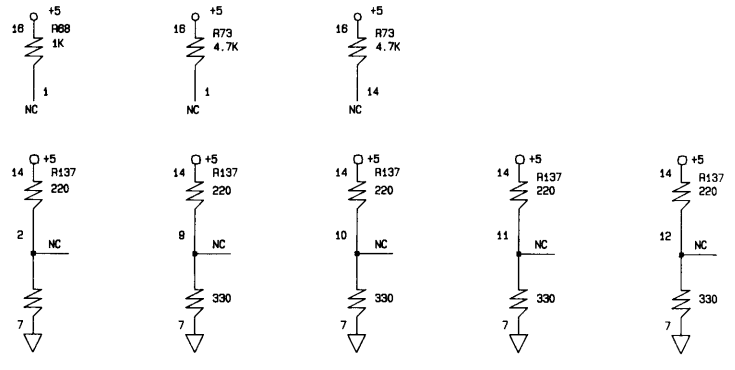 +5 +5 +5
16 R68 16 R73 16 R73
1K 4.7K 4.7K
1 1 14
NC NC NC
+5 +5 +5 +5 +5
14 R137 14 R137 14 R137 14 R137 14 R137
220 220 220 220 220
2 NC 9 NC 10 NC 11 NC 12 NC
330 330 330 330
7 7 7 7 7